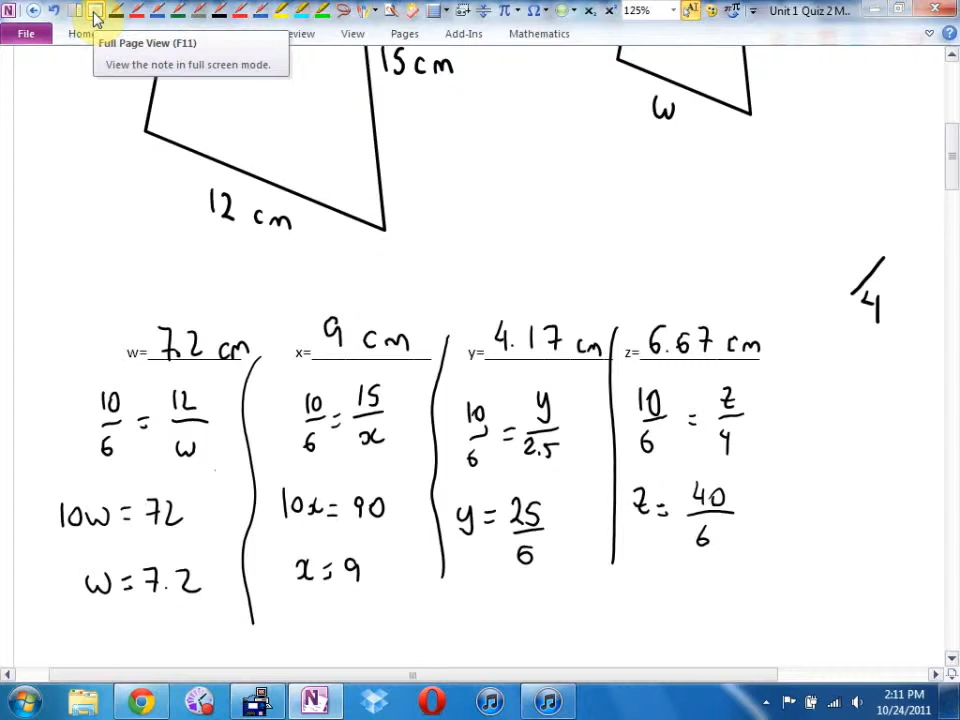 125%
Unit 1 Quiz 2 M..
File
Hom
eview
View
Pages
Add-Ins
Mathematics
Full Page View (F11)
View the note in full screen mode.
15 cm
w
12 cm
/4
w= 7.2 cm
x= 9 cm
y= 4.17 cm
z= 6.67 cm
10/6 = 12/w
10/6 = 15/x
10/6 = y/2.5
10/6 = z/4
10w = 72
10x = 90
y = 25/6
z = 40/6
w = 7.2
x = 9
2:11 PM
10/24/2011